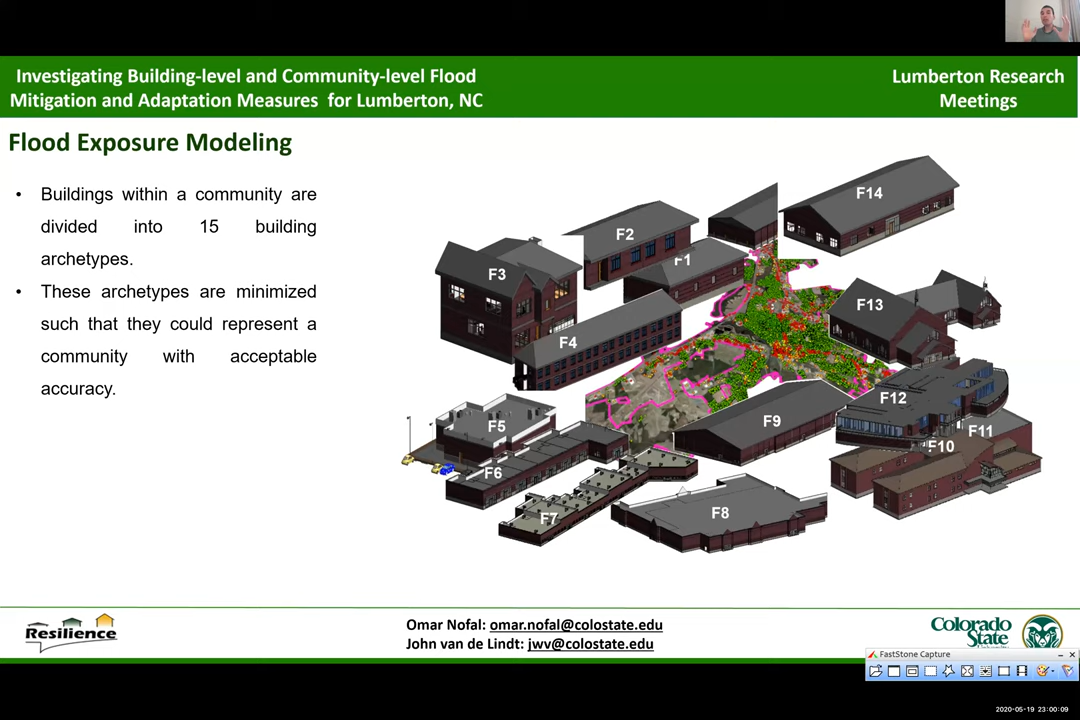 Investigating Building-level and Community-level Flood
Mitigation and Adaptation Measures for Lumberton, NC
Lumberton Research
Meetings
Flood Exposure Modeling
• Buildings within a community are
divided into 15 building
archetypes.
• These archetypes are minimized
such that they could represent a
community with acceptable
accuracy.
F14
F2
F1
F3
F13
F4
F12
F9
F5
F11
F10
F6
F8
F7
Resilience
Omar Nofal: omar.nofal@colostate.edu
John van de Lindt: jwv@colostate.edu
Colorado
State
FastStone Capture
2020-05-19 23:00:09